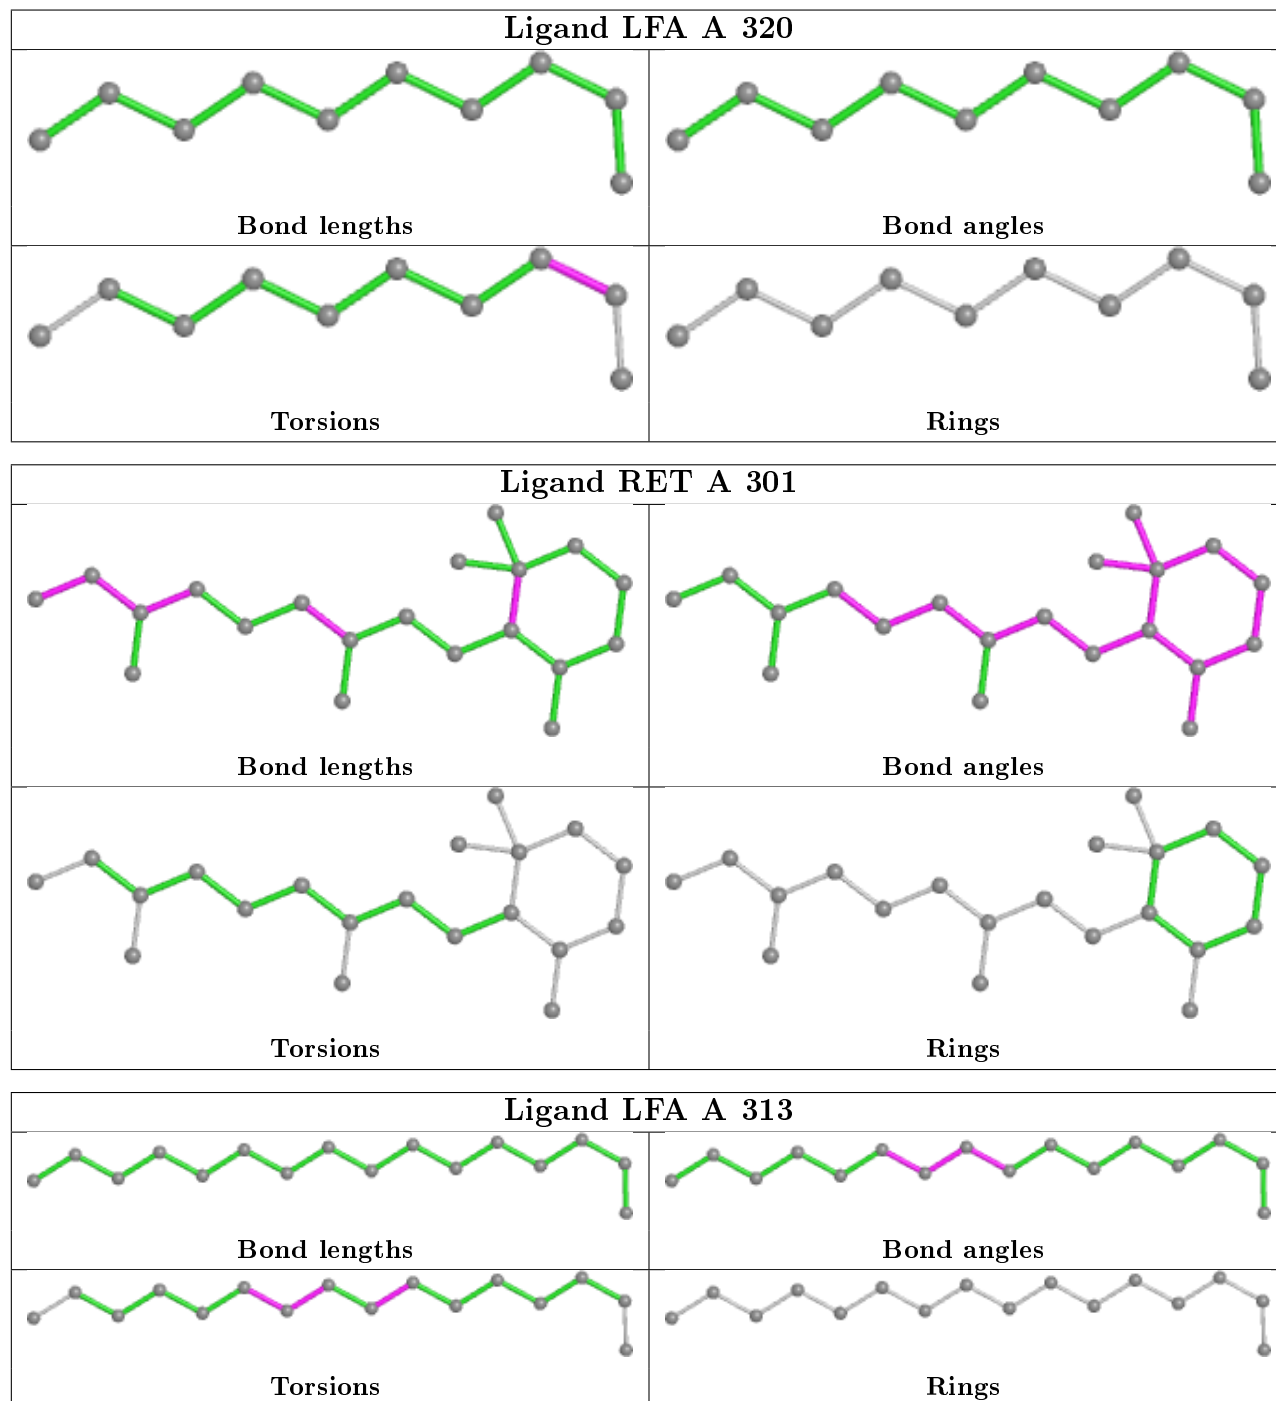 Ligand LFA A 320
Bond lengths
Bond angles
Torsions
Rings
Ligand RET A 301
Bond lengths
Bond angles
Torsions
Rings
Ligand LFA A 313
Bond lengths
Bond angles
Torsions
Rings